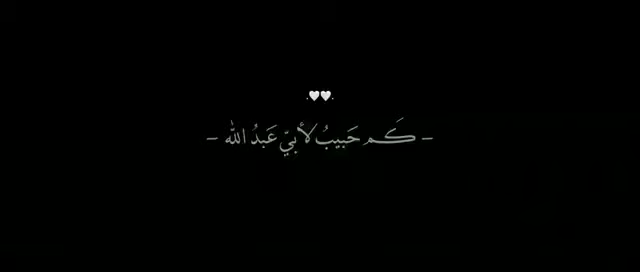 .🤍🤍.
- كَم حَبيبُ لأَبيّ عَبدُ الله -